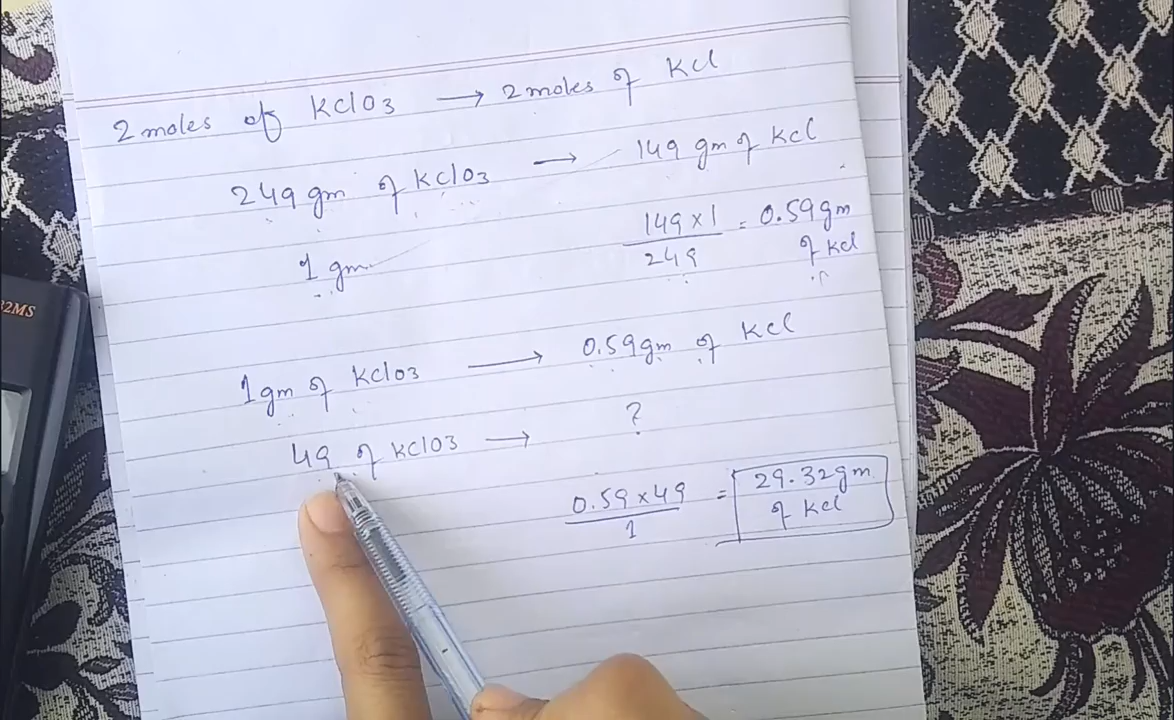 2 moles of KClO3 → 2 moles of KCl
249 gm of KClO3 → 149 gm of KCl
1 gm
149 × 1 / 249 = 0.59 gm
of KCl
1 gm of KClO3 → 0.59 gm of KCl
49 of KClO3 → ?
0.59 × 49 / 1 = 29.32 gm
of KCl
32MS